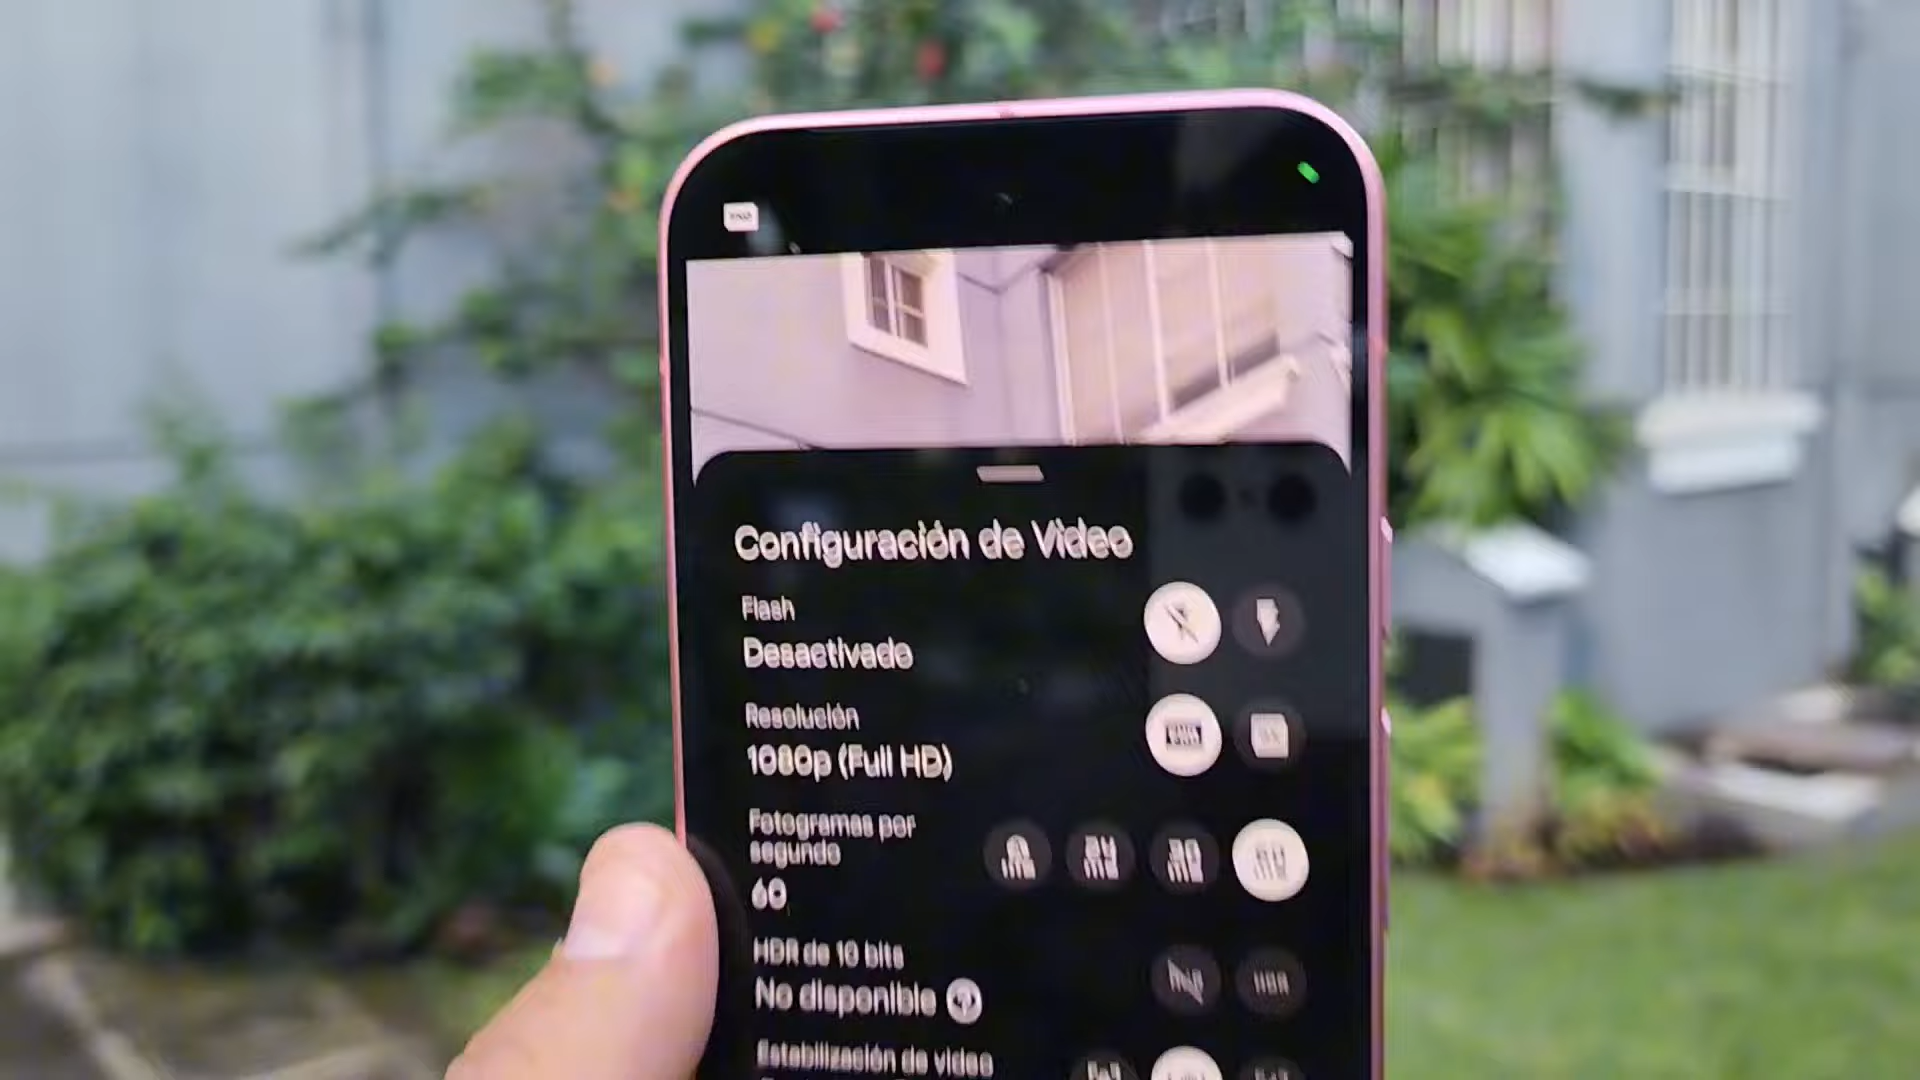 Configuración de Video
Flash
Desactivado
Resolución
1080p (Full HD)
Fotogramas por
segundo
60
HDR de 10 bits
No disponible
HDR
Estabilización de video